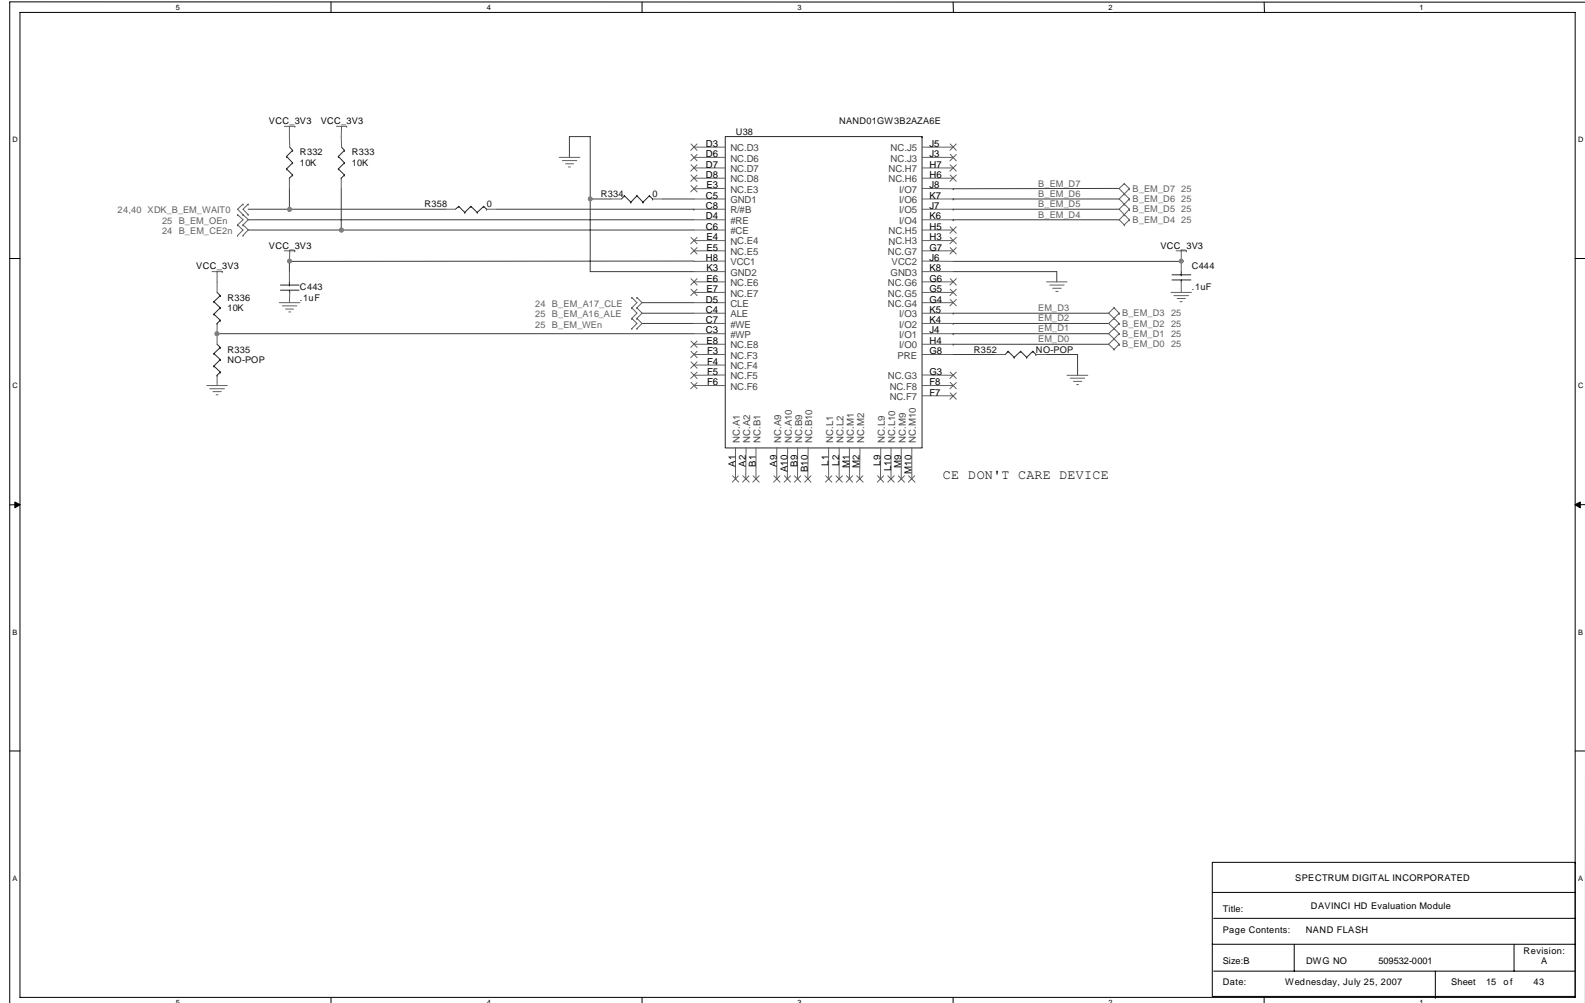 5 4 3 2 1
D D
C C
B B
A A
VCC_3V3 VCC_3V3
R332
10K
R333
10K
24,40 XDK_B_EM_WAIT0
25 B_EM_OEn
24 B_EM_CE2n
R358 0
R334 0
VCC_3V3
C443
.1uF
VCC_3V3
R336
10K
R335
NO-POP
24 B_EM_A17_CLE
25 B_EM_A16_ALE
25 B_EM_WEn
NAND01GW3B2AZA6E
U38
D3 NC.D3
D6 NC.D6
D7 NC.D7
D8 NC.D8
E3 NC.E3
C5 GND1
C8 R/#B
D4 #RE
C6 #CE
E4 NC.E4
E5 NC.E5
H8 VCC1
K3 GND2
E6 NC.E6
E7 NC.E7
D5 CLE
C4 ALE
C7 #WE
C3 #WP
E8 NC.E8
F3 NC.F3
F4 NC.F4
F5 NC.F5
F6 NC.F6
NC.J5 J5
NC.J3 J3
NC.H7 H7
NC.H6 H6
I/O7 J8 B_EM_D7 B_EM_D7 25
I/O6 K7 B_EM_D6 B_EM_D6 25
I/O5 J7 B_EM_D5 B_EM_D5 25
I/O4 K6 B_EM_D4 B_EM_D4 25
NC.H5 H5
NC.H3 H3
NC.G7 G7
VCC2 J6
GND3 K8
NC.G6 G6
NC.G5 G5
NC.G4 G4
I/O3 K5 EM_D3 B_EM_D3 25
I/O2 K4 EM_D2 B_EM_D2 25
I/O1 J4 EM_D1 B_EM_D1 25
I/O0 H4 EM_D0 B_EM_D0 25
PRE G8 R352 NO-POP
NC.G3 G3
NC.F8 F8
NC.F7 F7
VCC_3V3
C444
.1uF
NC.A1 NC.A2 NC.B1 NC.A9 NC.A10 NC.B9 NC.B10 NC.L1 NC.L2 NC.M1 NC.M2 NC.L9 NC.L10 NC.M9 NC.M10
A1 A2 B1 A9 A10 B9 B10 L1 L2 M1 M2 L9 L10 M9 M10
CE DON'T CARE DEVICE
SPECTRUM DIGITAL INCORPORATED
Title: DAVINCI HD Evaluation Module
Page Contents: NAND FLASH
Size:B DWG NO 509532-0001 Revision: A
Date: Wednesday, July 25, 2007 Sheet 15 of 43
5 4 3 2 1